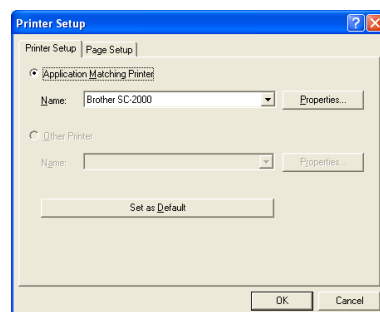 Printer Setup
Printer Setup Page Setup
Application Matching Printer
Name: Brother SC-2000 Properties...
Other Printer
Name: Properties...
Set as Default
OK Cancel